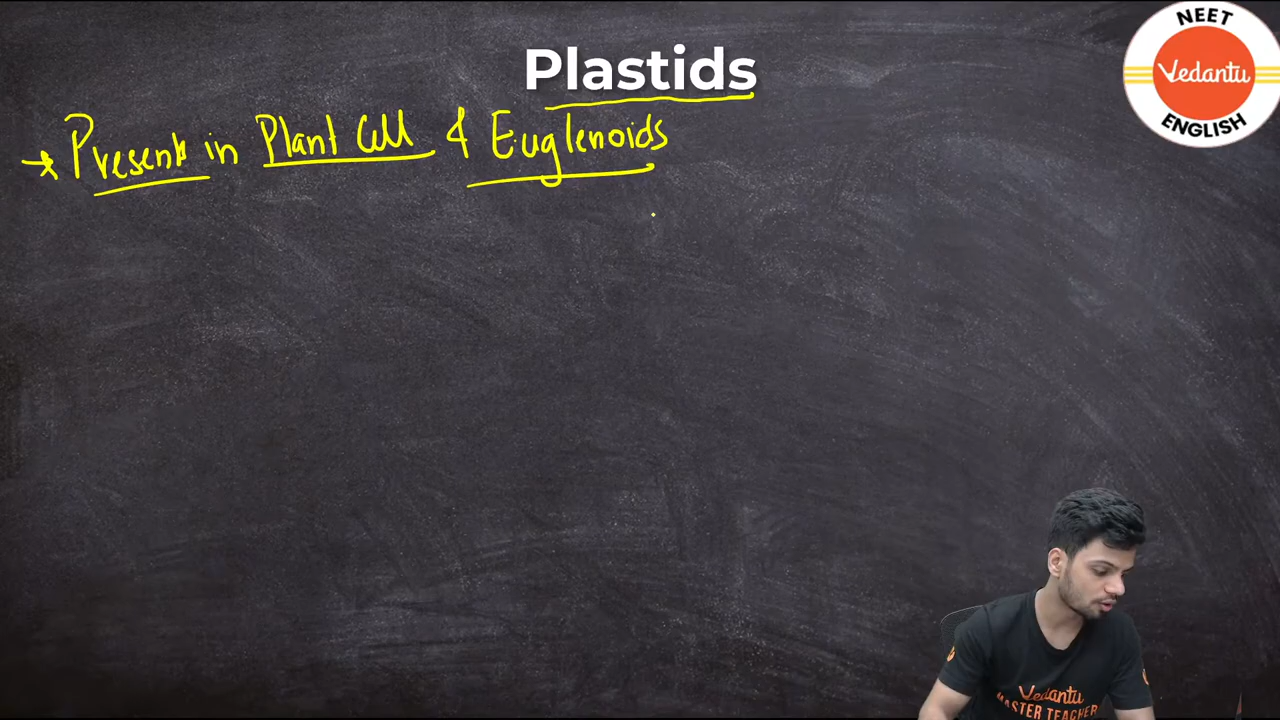 Plastids
NEET
Vedantu
ENGLISH
→ Present in Plant Cell & Euglenoids
Vedantu
MASTER TEACHER